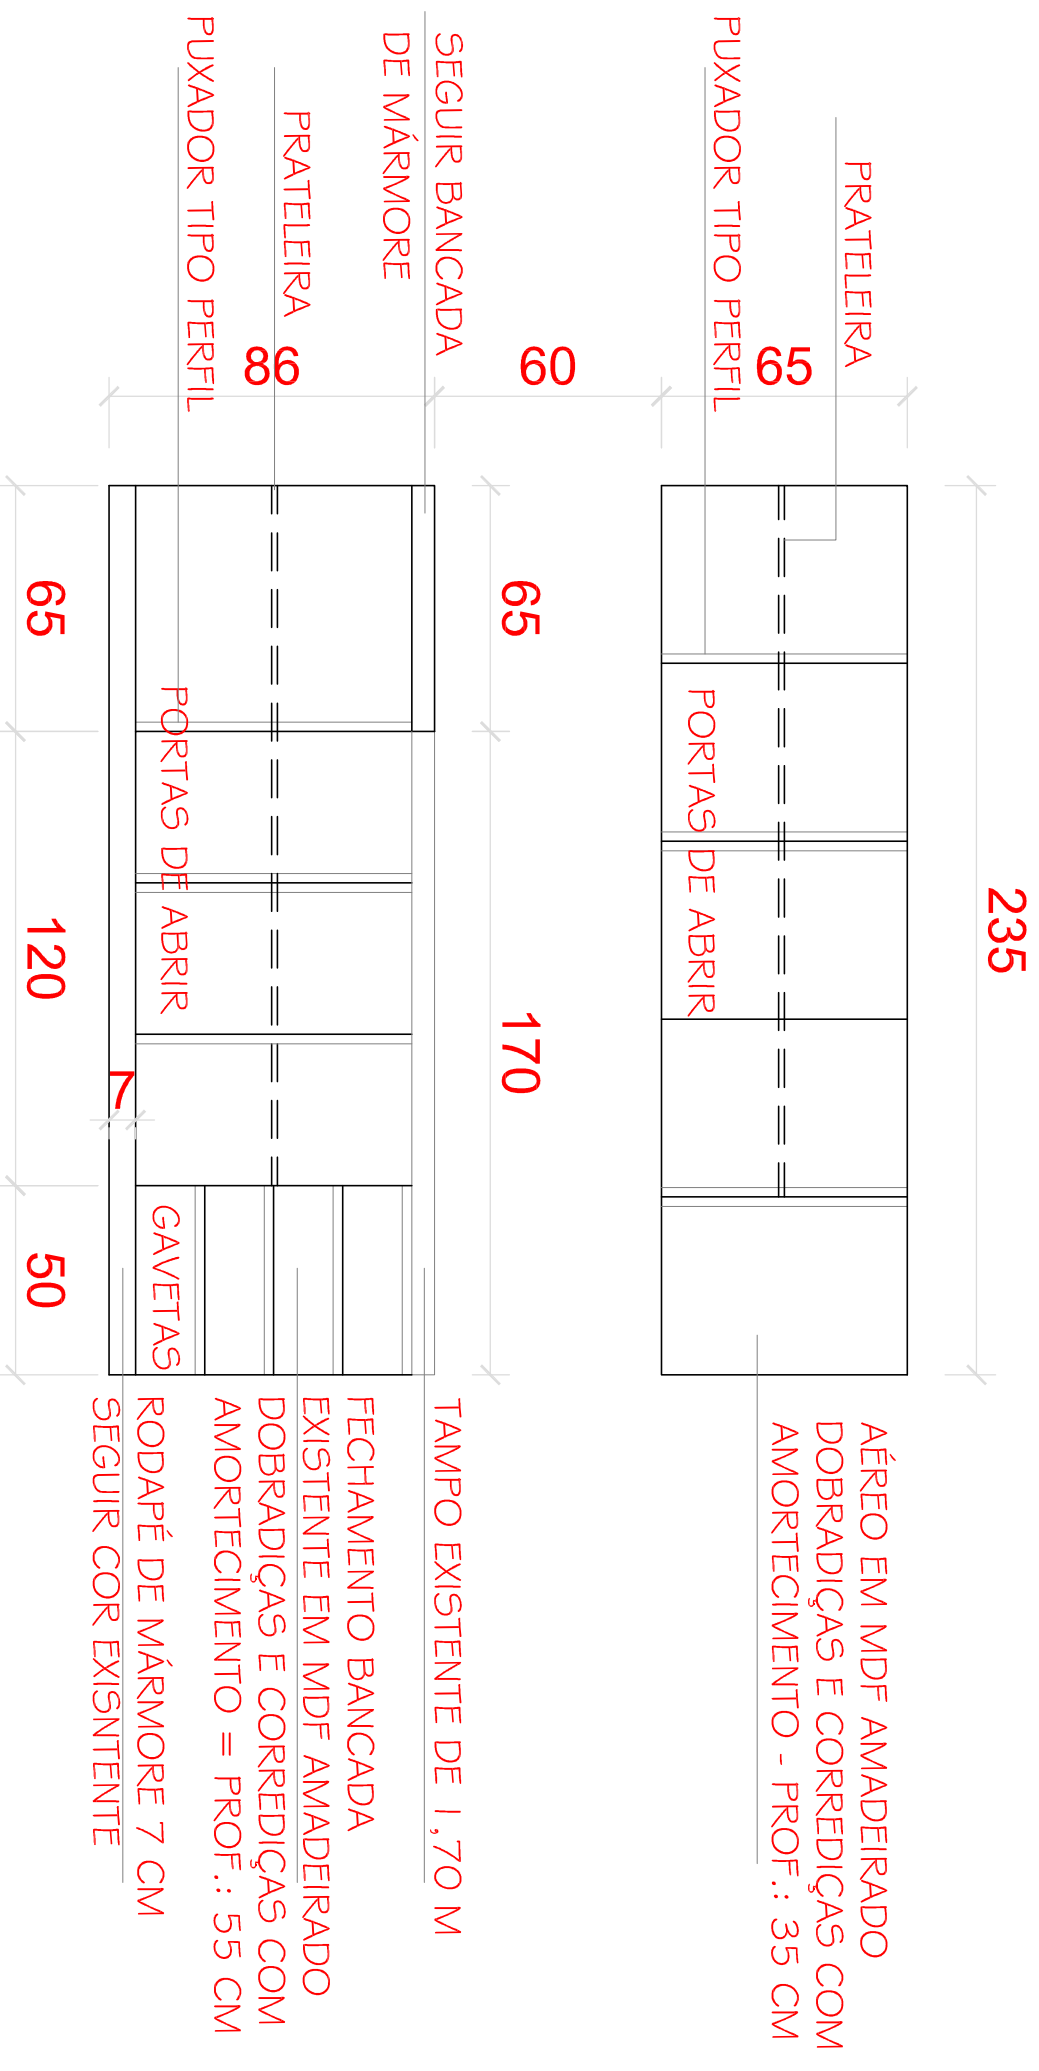 235
PRATELEIRA
65
PUXADOR TIPO PERFIL
PORTAS DE ABRIR
AÉREO EM MDF AMADEIRADO
DOBRADIÇAS E CORREDIÇAS COM
AMORTECIMENTO - PROF.: 35 CM
60
65
170
SEGUIR BANCADA
DE MÁRMORE
TAMPO EXISTENTE DE 1,70 M
PRATELEIRA
86
PUXADOR TIPO PERFIL
PORTAS DE ABRIR
GAVETAS
7
FECHAMENTO BANCADA
EXISTENTE EM MDF AMADEIRADO
DOBRADIÇAS E CORREDIÇAS COM
AMORTECIMENTO = PROF.: 55 CM
RODAPÉ DE MÁRMORE 7 CM
SEGUIR COR EXISNTENTE
65
120
50